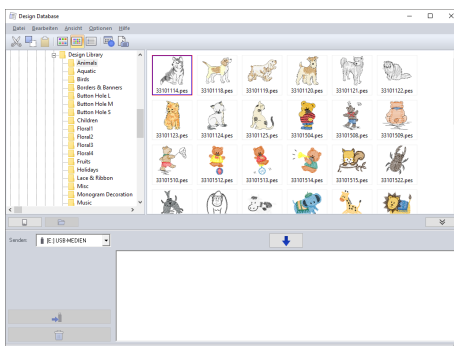 Design Database
Datei Bearbeiten Ansicht Optionen Hilfe
Design Library
Animals
Aquatic
Birds
Borders & Banners
Button Hole L
Button Hole M
Button Hole S
Children
Floral1
Floral2
Floral3
Floral4
Fruits
Holidays
Lace & Ribbon
Misc
Monogram Decoration
Music
33101114.pes 33101118.pes 33101119.pes 33101120.pes 33101121.pes 33101122.pes
33101123.pes 33101124.pes 33101125.pes 33101504.pes 33101508.pes 33101509.pes
33101510.pes 33101512.pes 33101513.pes 33101514.pes 33101515.pes 33101522.pes
Senden: [E:] USB-MEDIEN